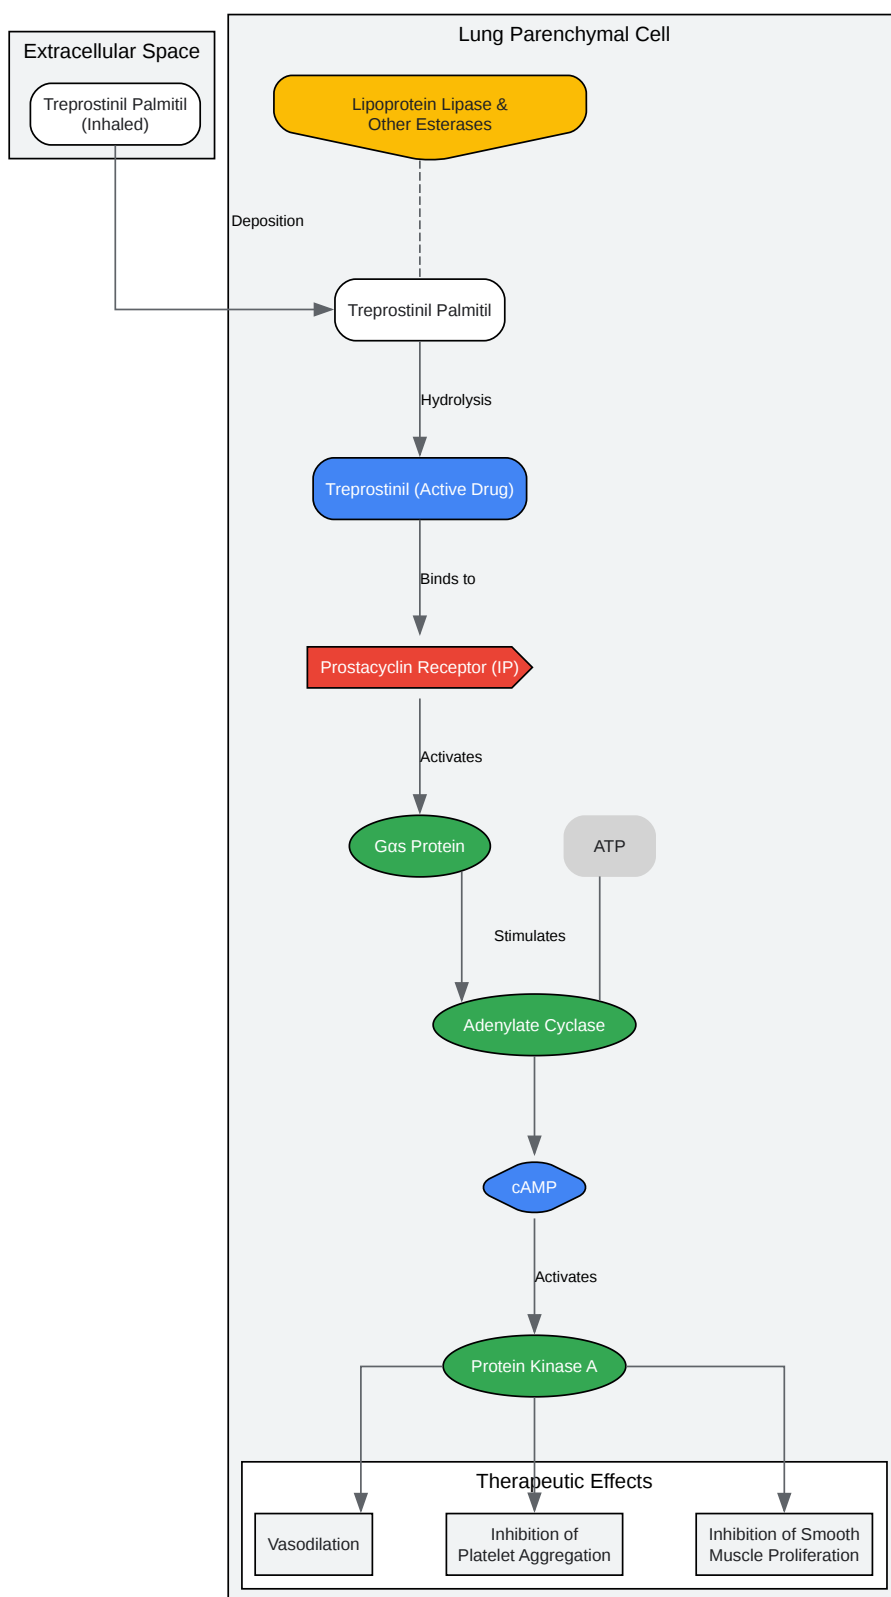 Lung Parenchymal Cell
Extracellular Space
Treprostinil Palmitil
(Inhaled)
Lipoprotein Lipase &
Other Esterases
Deposition
Treprostinil Palmitil
Hydrolysis
Treprostinil (Active Drug)
Binds to
Prostacyclin Receptor (IP)
Activates
Gαs Protein
ATP
Stimulates
Adenylate Cyclase
cAMP
Activates
Protein Kinase A
Therapeutic Effects
Vasodilation
Inhibition of
Platelet Aggregation
Inhibition of Smooth
Muscle Proliferation